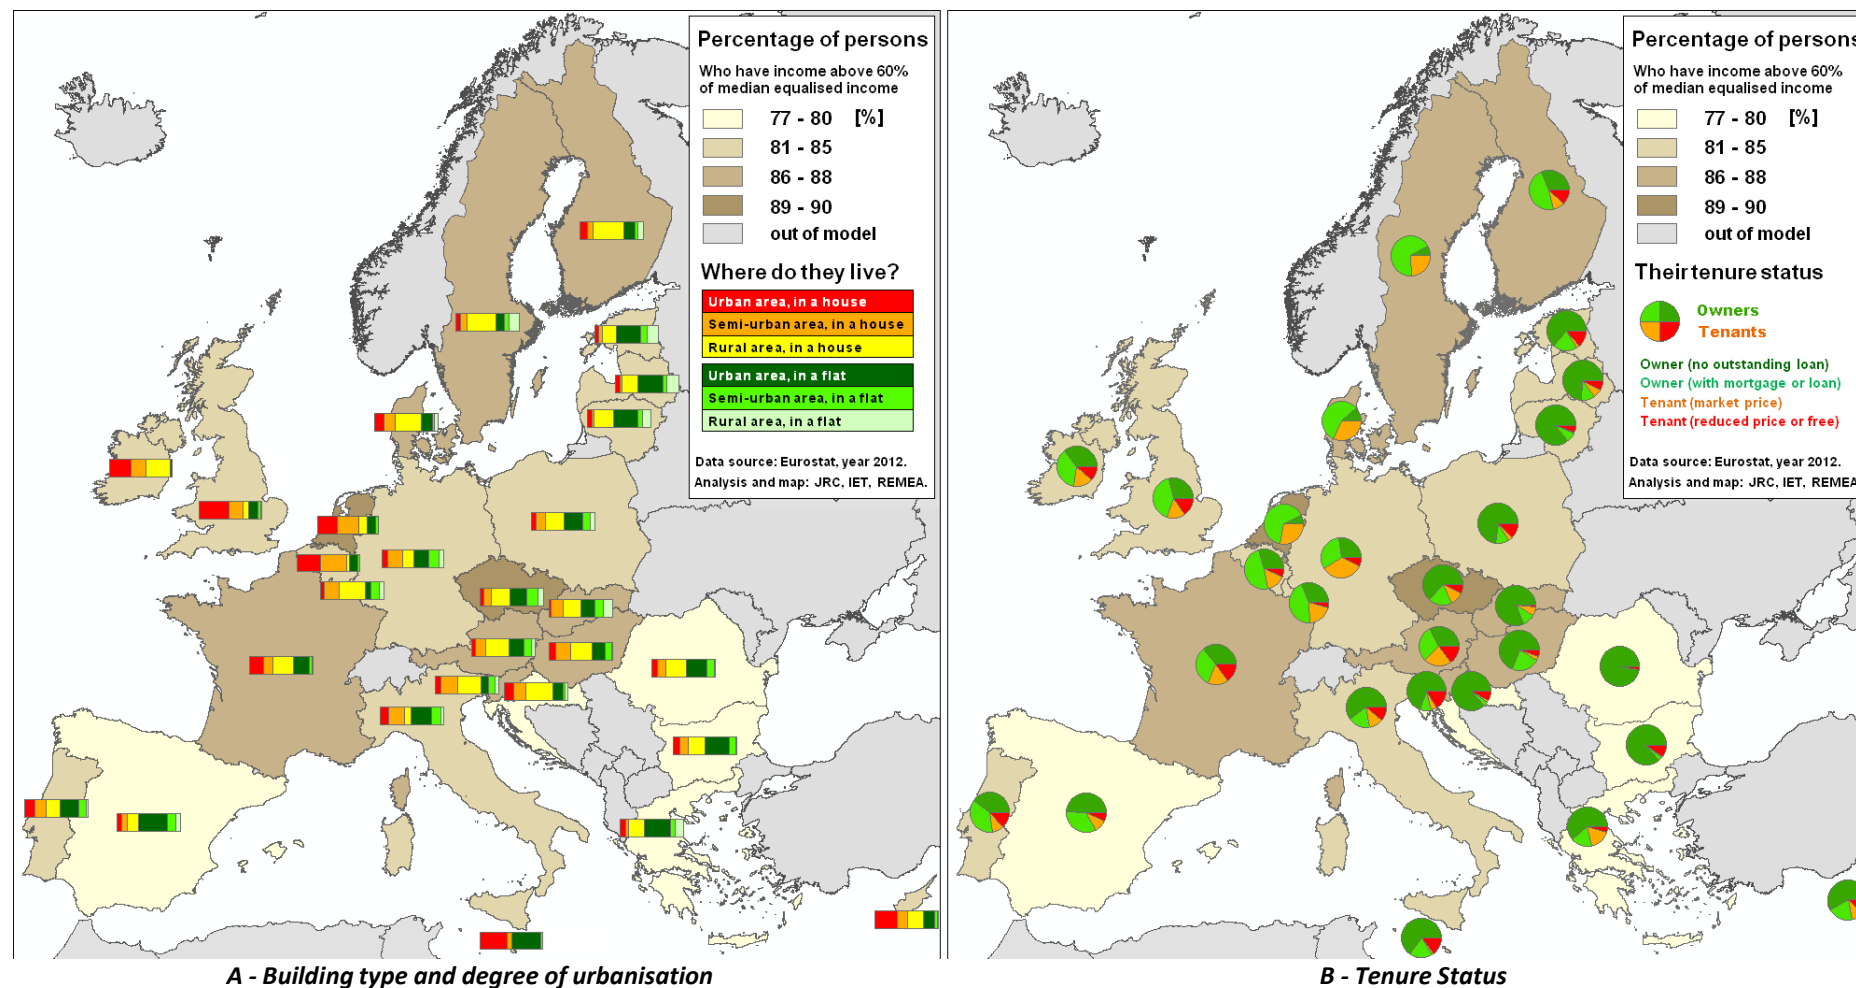 Percentage of persons
Who have income above 60%
of median equalised income
77 - 80 [%]
81 - 85
86 - 88
89 - 90
out of model
Where do they live?
Urban area, in a house
Semi-urban area, in a house
Rural area, in a house
Urban area, in a flat
Semi-urban area, in a flat
Rural area, in a flat
Data source: Eurostat, year 2012.
Analysis and map: JRC, IET, REMEA.
A - Building type and degree of urbanisation
Percentage of persons
Who have income above 60%
of median equalised income
77 - 80 [%]
81 - 85
86 - 88
89 - 90
out of model
Their tenure status
Owners
Tenants
Owner (no outstanding loan)
Owner (with mortgage or loan)
Tenant (market price)
Tenant (reduced price or free)
Data source: Eurostat, year 2012.
Analysis and map: JRC, IET, REMEA
B - Tenure Status